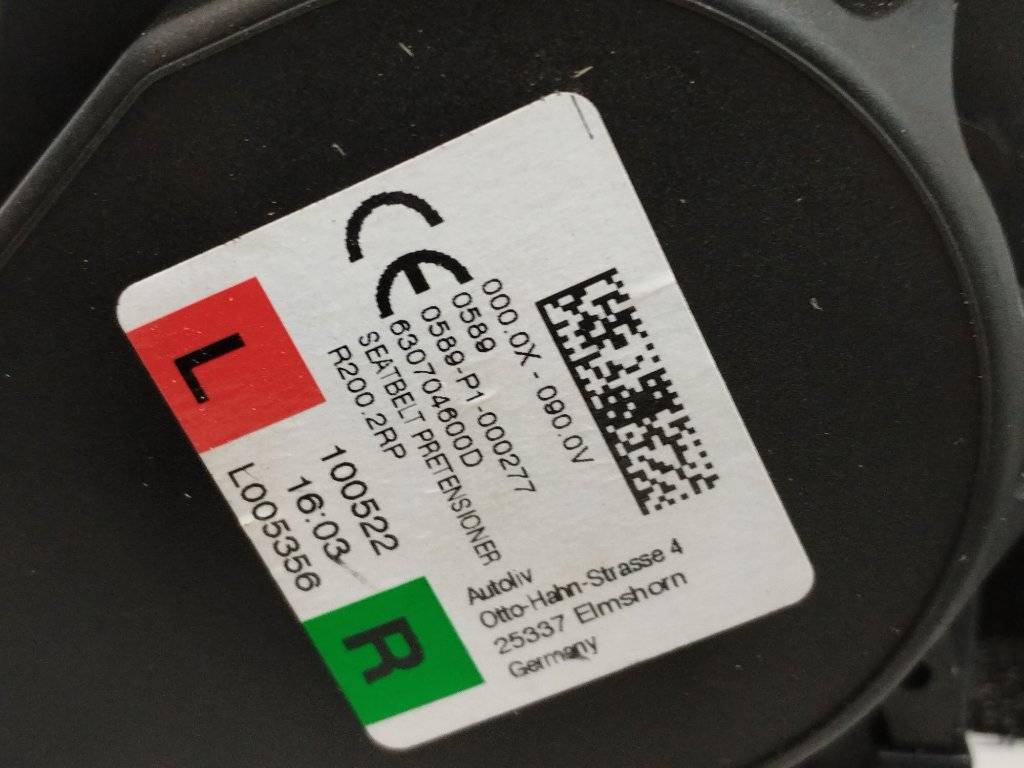 000.0X - 090.0V
CE 0589
0589-P1-000277
630704600D
SEATBELT PRETENSIONER
R200.2RP
L
100522
16:03
L005356
R
Autoliv
Otto-Hahn-Strasse 4
25337 Elmshorn
Germany